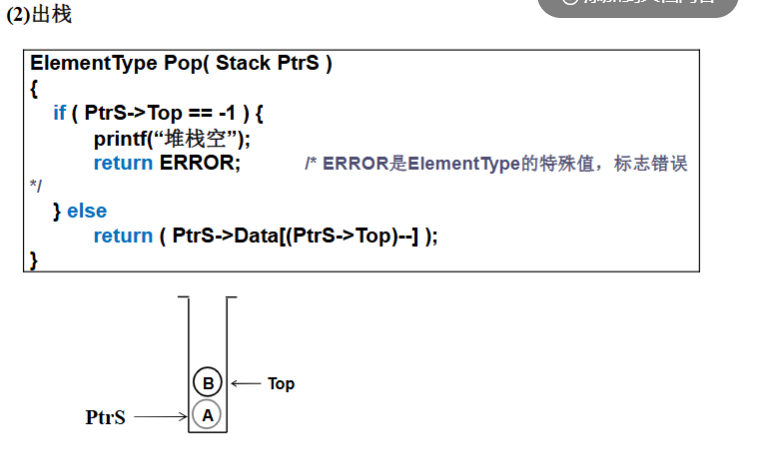 (2)出栈
ElementType Pop( Stack PtrS )
{
if ( PtrS->Top == -1 ) {
printf(“堆栈空”);
return ERROR; /* ERROR是ElementType的特殊值，标志错误
*/
} else
return ( PtrS->Data[(PtrS->Top)--] );
}
B
Top
PtrS
A